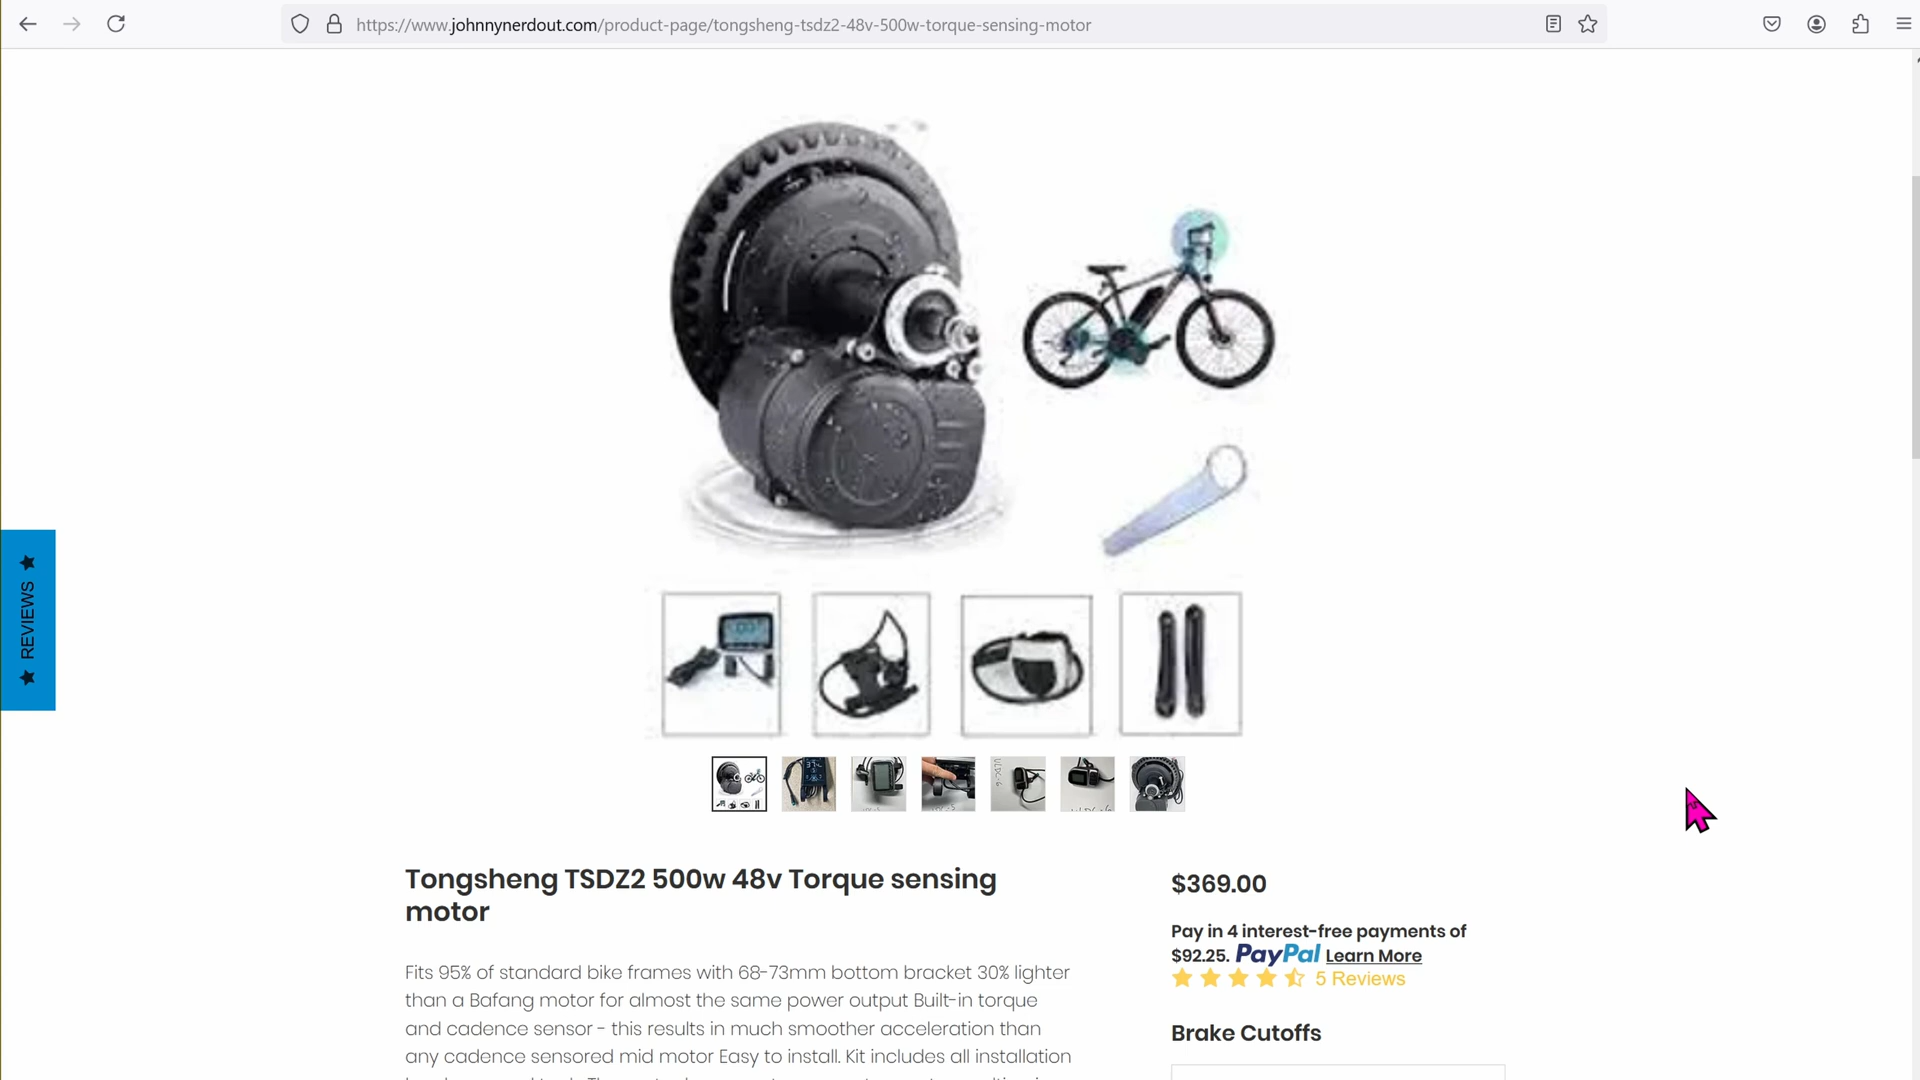 https://www.johnnynerdout.com/product-page/tongsheng-tsdz2-48v-500w-torque-sensing-motor
REVIEWS
Tongsheng TSDZ2 500w 48v Torque sensing
motor
$369.00
Pay in 4 interest-free payments of
$92.25. PayPal Learn More
5 Reviews
Fits 95% of standard bike frames with 68-73mm bottom bracket 30% lighter
than a Bafang motor for almost the same power output Built-in torque
and cadence sensor - this results in much smoother acceleration than
any cadence sensored mid motor Easy to install. Kit includes all installation
Brake Cutoffs